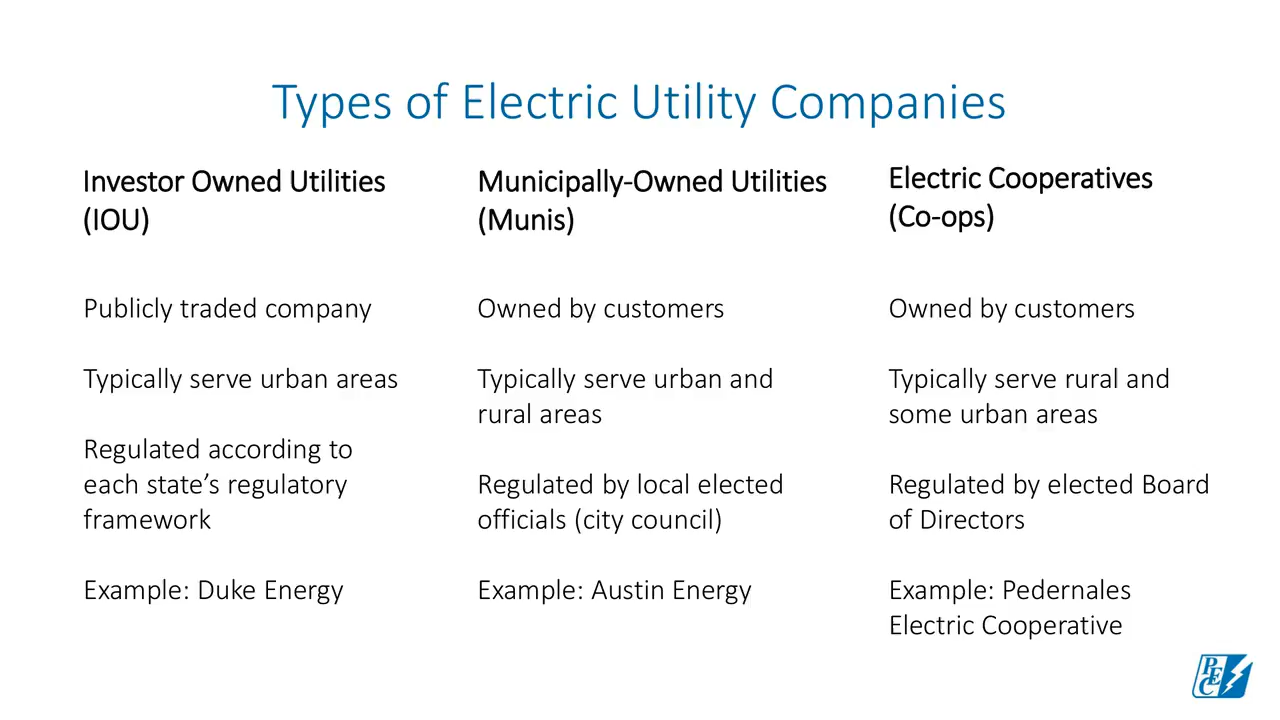 Types of Electric Utility Companies
Investor Owned Utilities
(IOU)
Publicly traded company
Typically serve urban areas
Regulated according to
each state’s regulatory
framework
Example: Duke Energy
Municipally-Owned Utilities
(Munis)
Owned by customers
Typically serve urban and
rural areas
Regulated by local elected
officials (city council)
Example: Austin Energy
Electric Cooperatives
(Co-ops)
Owned by customers
Typically serve rural and
some urban areas
Regulated by elected Board
of Directors
Example: Pedernales
Electric Cooperative
PEC